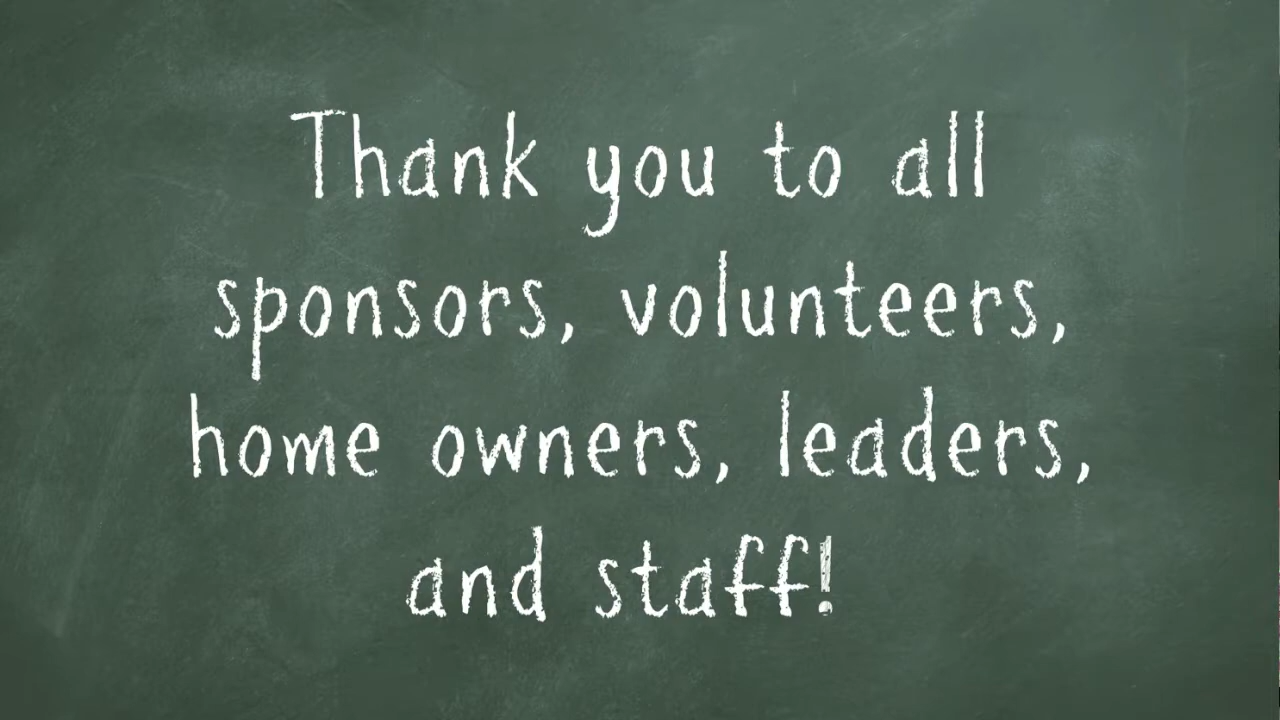 Thank you to all
sponsors, volunteers,
home owners, leaders,
and staff!